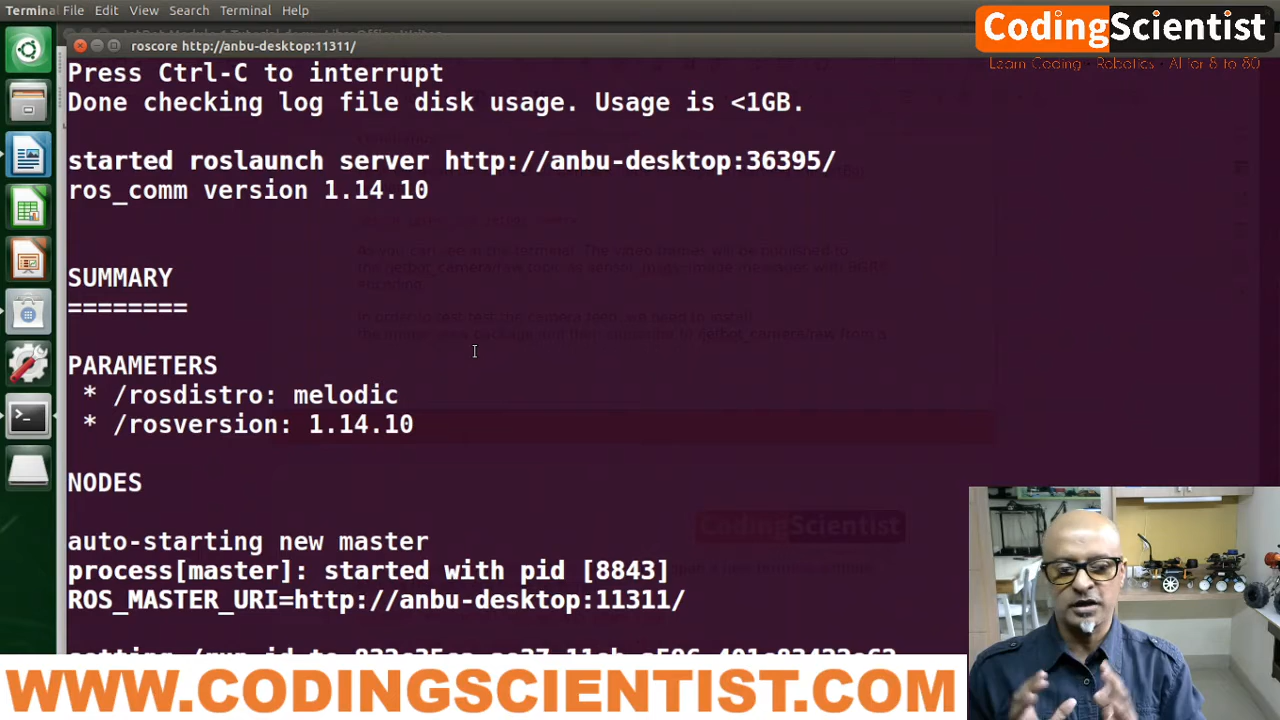 Terminal File Edit View Search Terminal Help
CodingScientist
Learn Coding • Robotics • AI for 8 to 80
roscore http://anbu-desktop:11311/
Press Ctrl-C to interrupt
Done checking log file disk usage. Usage is <1GB.
started roslaunch server http://anbu-desktop:36395/
ros_comm version 1.14.10
SUMMARY
========
PARAMETERS
* /rosdistro: melodic
* /rosversion: 1.14.10
NODES
auto-starting new master
process[master]: started with pid [8843]
ROS_MASTER_URI=http://anbu-desktop:11311/
CodingScientist
WWW.CODINGSCIENTIST.COM